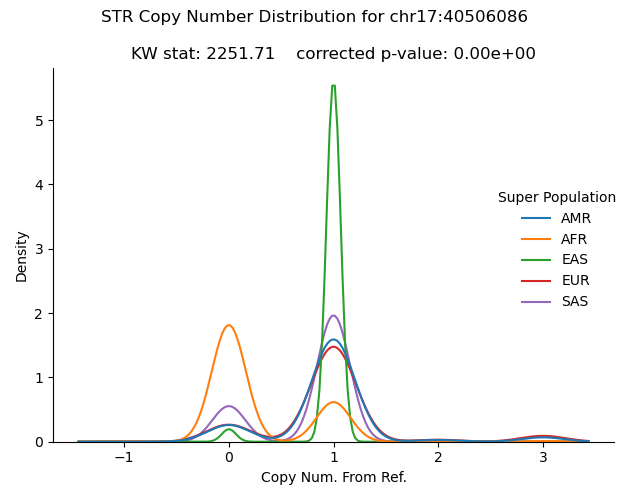 STR Copy Number Distribution for chr17:40506086
KW stat: 2251.71    corrected p-value: 0.00e+00
Density
5
4
3
2
1
0
−1
0
1
2
3
Copy Num. From Ref.
Super Population
AMR
AFR
EAS
EUR
SAS